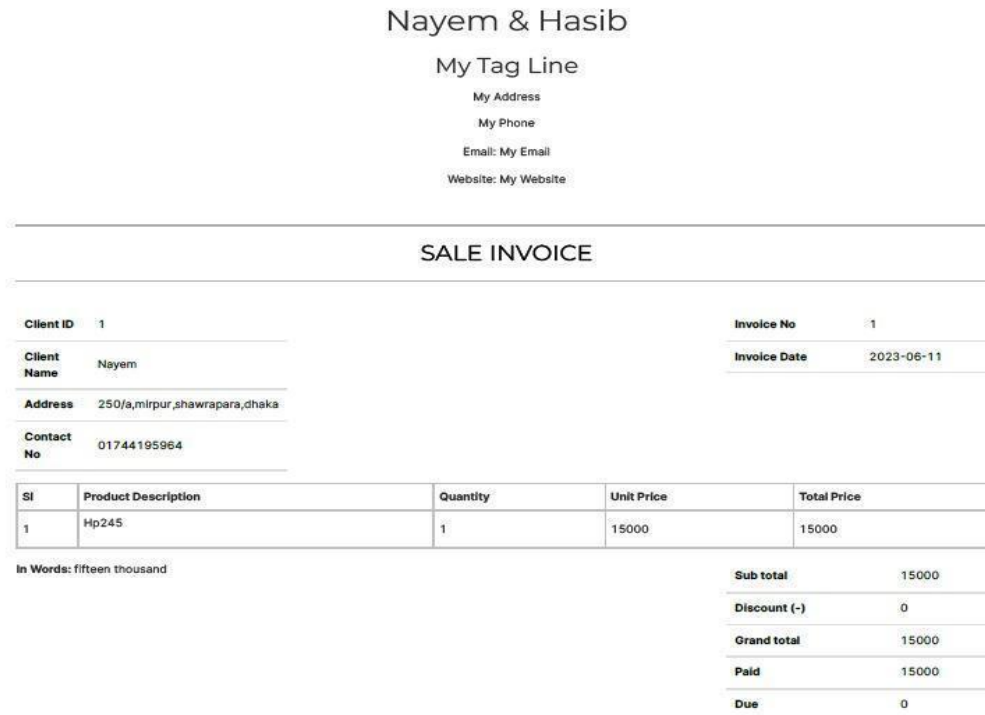 Nayem & Hasib
My Tag Line
My Address
My Phone
Email: My Email
Website: My Website
SALE INVOICE
Client ID 1
Client Name Nayem
Address 250/a,mirpur,shawrapara,dhaka
Contact No 01744195964
Invoice No 1
Invoice Date 2023-06-11
Sl Product Description Quantity Unit Price Total Price
1 Hp245 1 15000 15000
In Words: fifteen thousand
Sub total 15000
Discount (-) 0
Grand total 15000
Paid 15000
Due 0